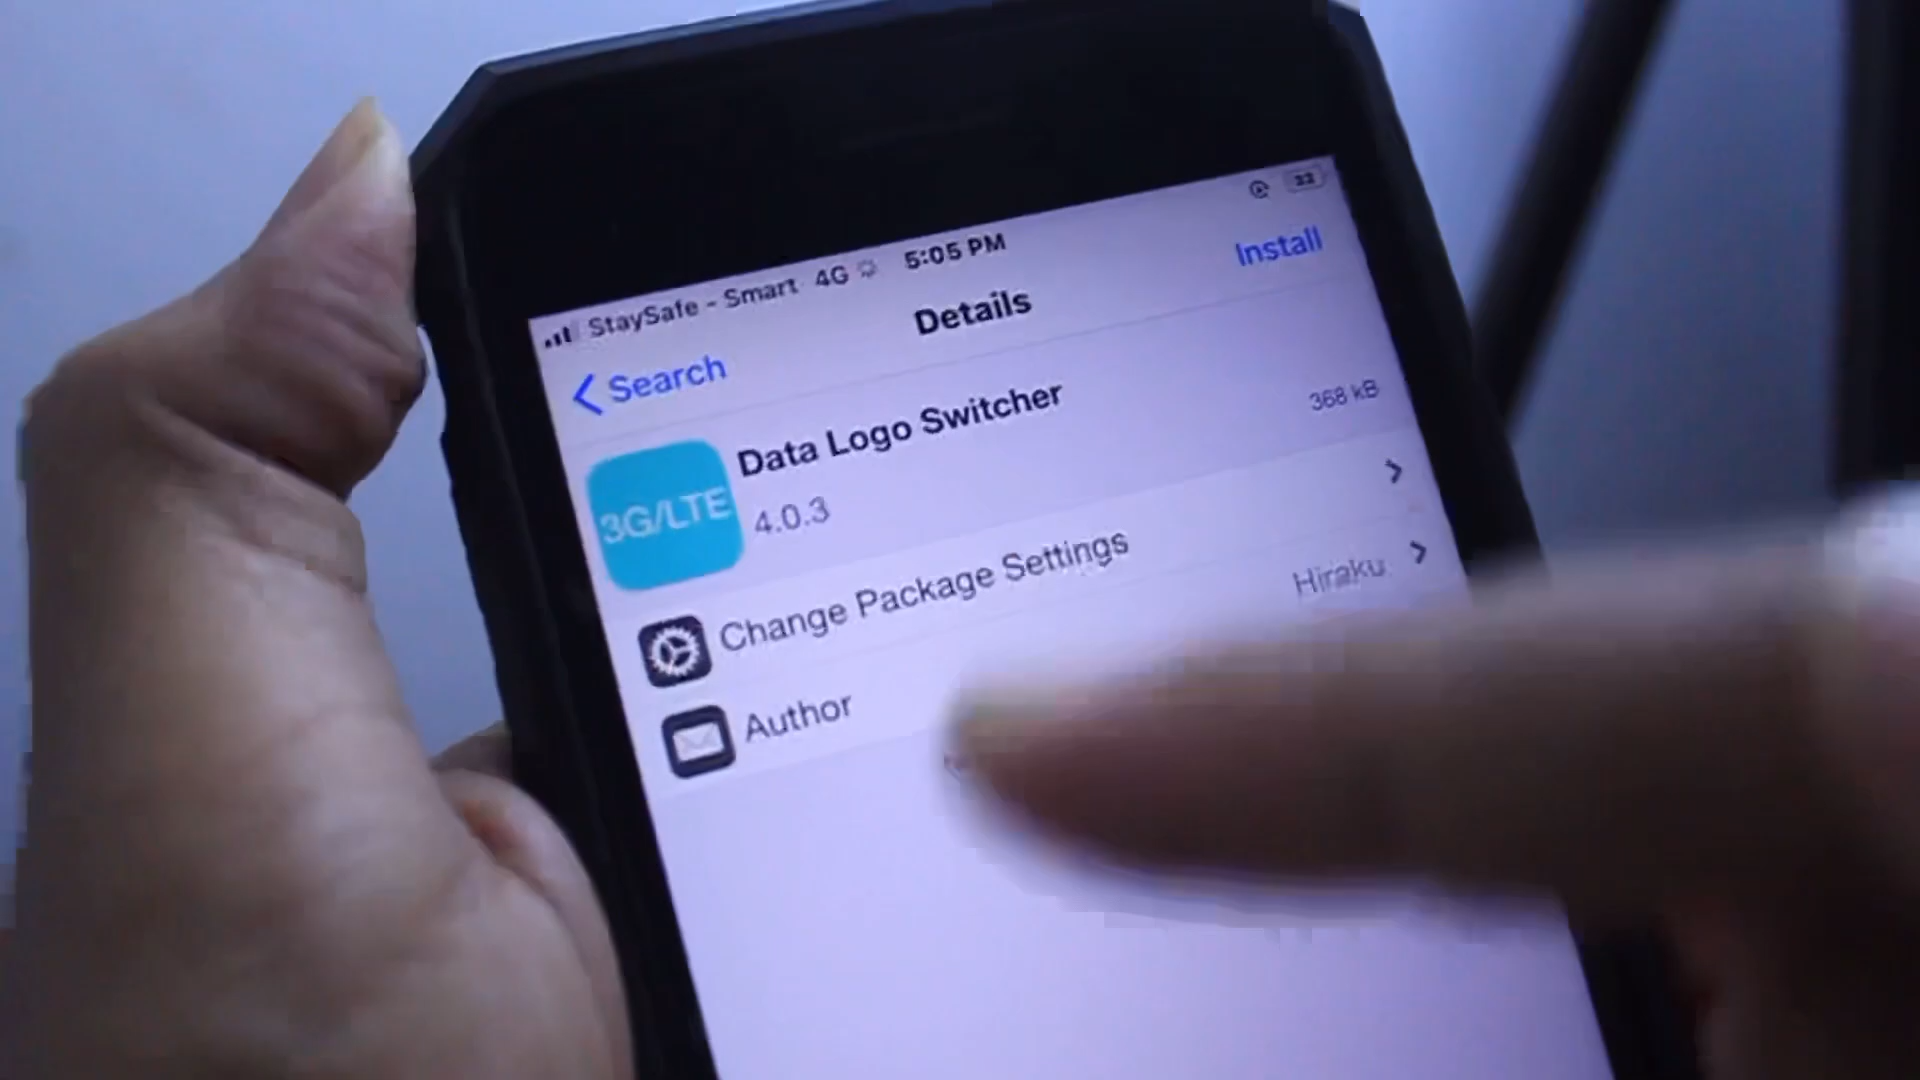 StaySafe - Smart 4G 5:05 PM 32
Search Details Install
Data Logo Switcher 368 kB
3G/LTE
4.0.3
Change Package Settings
Author Hiraku